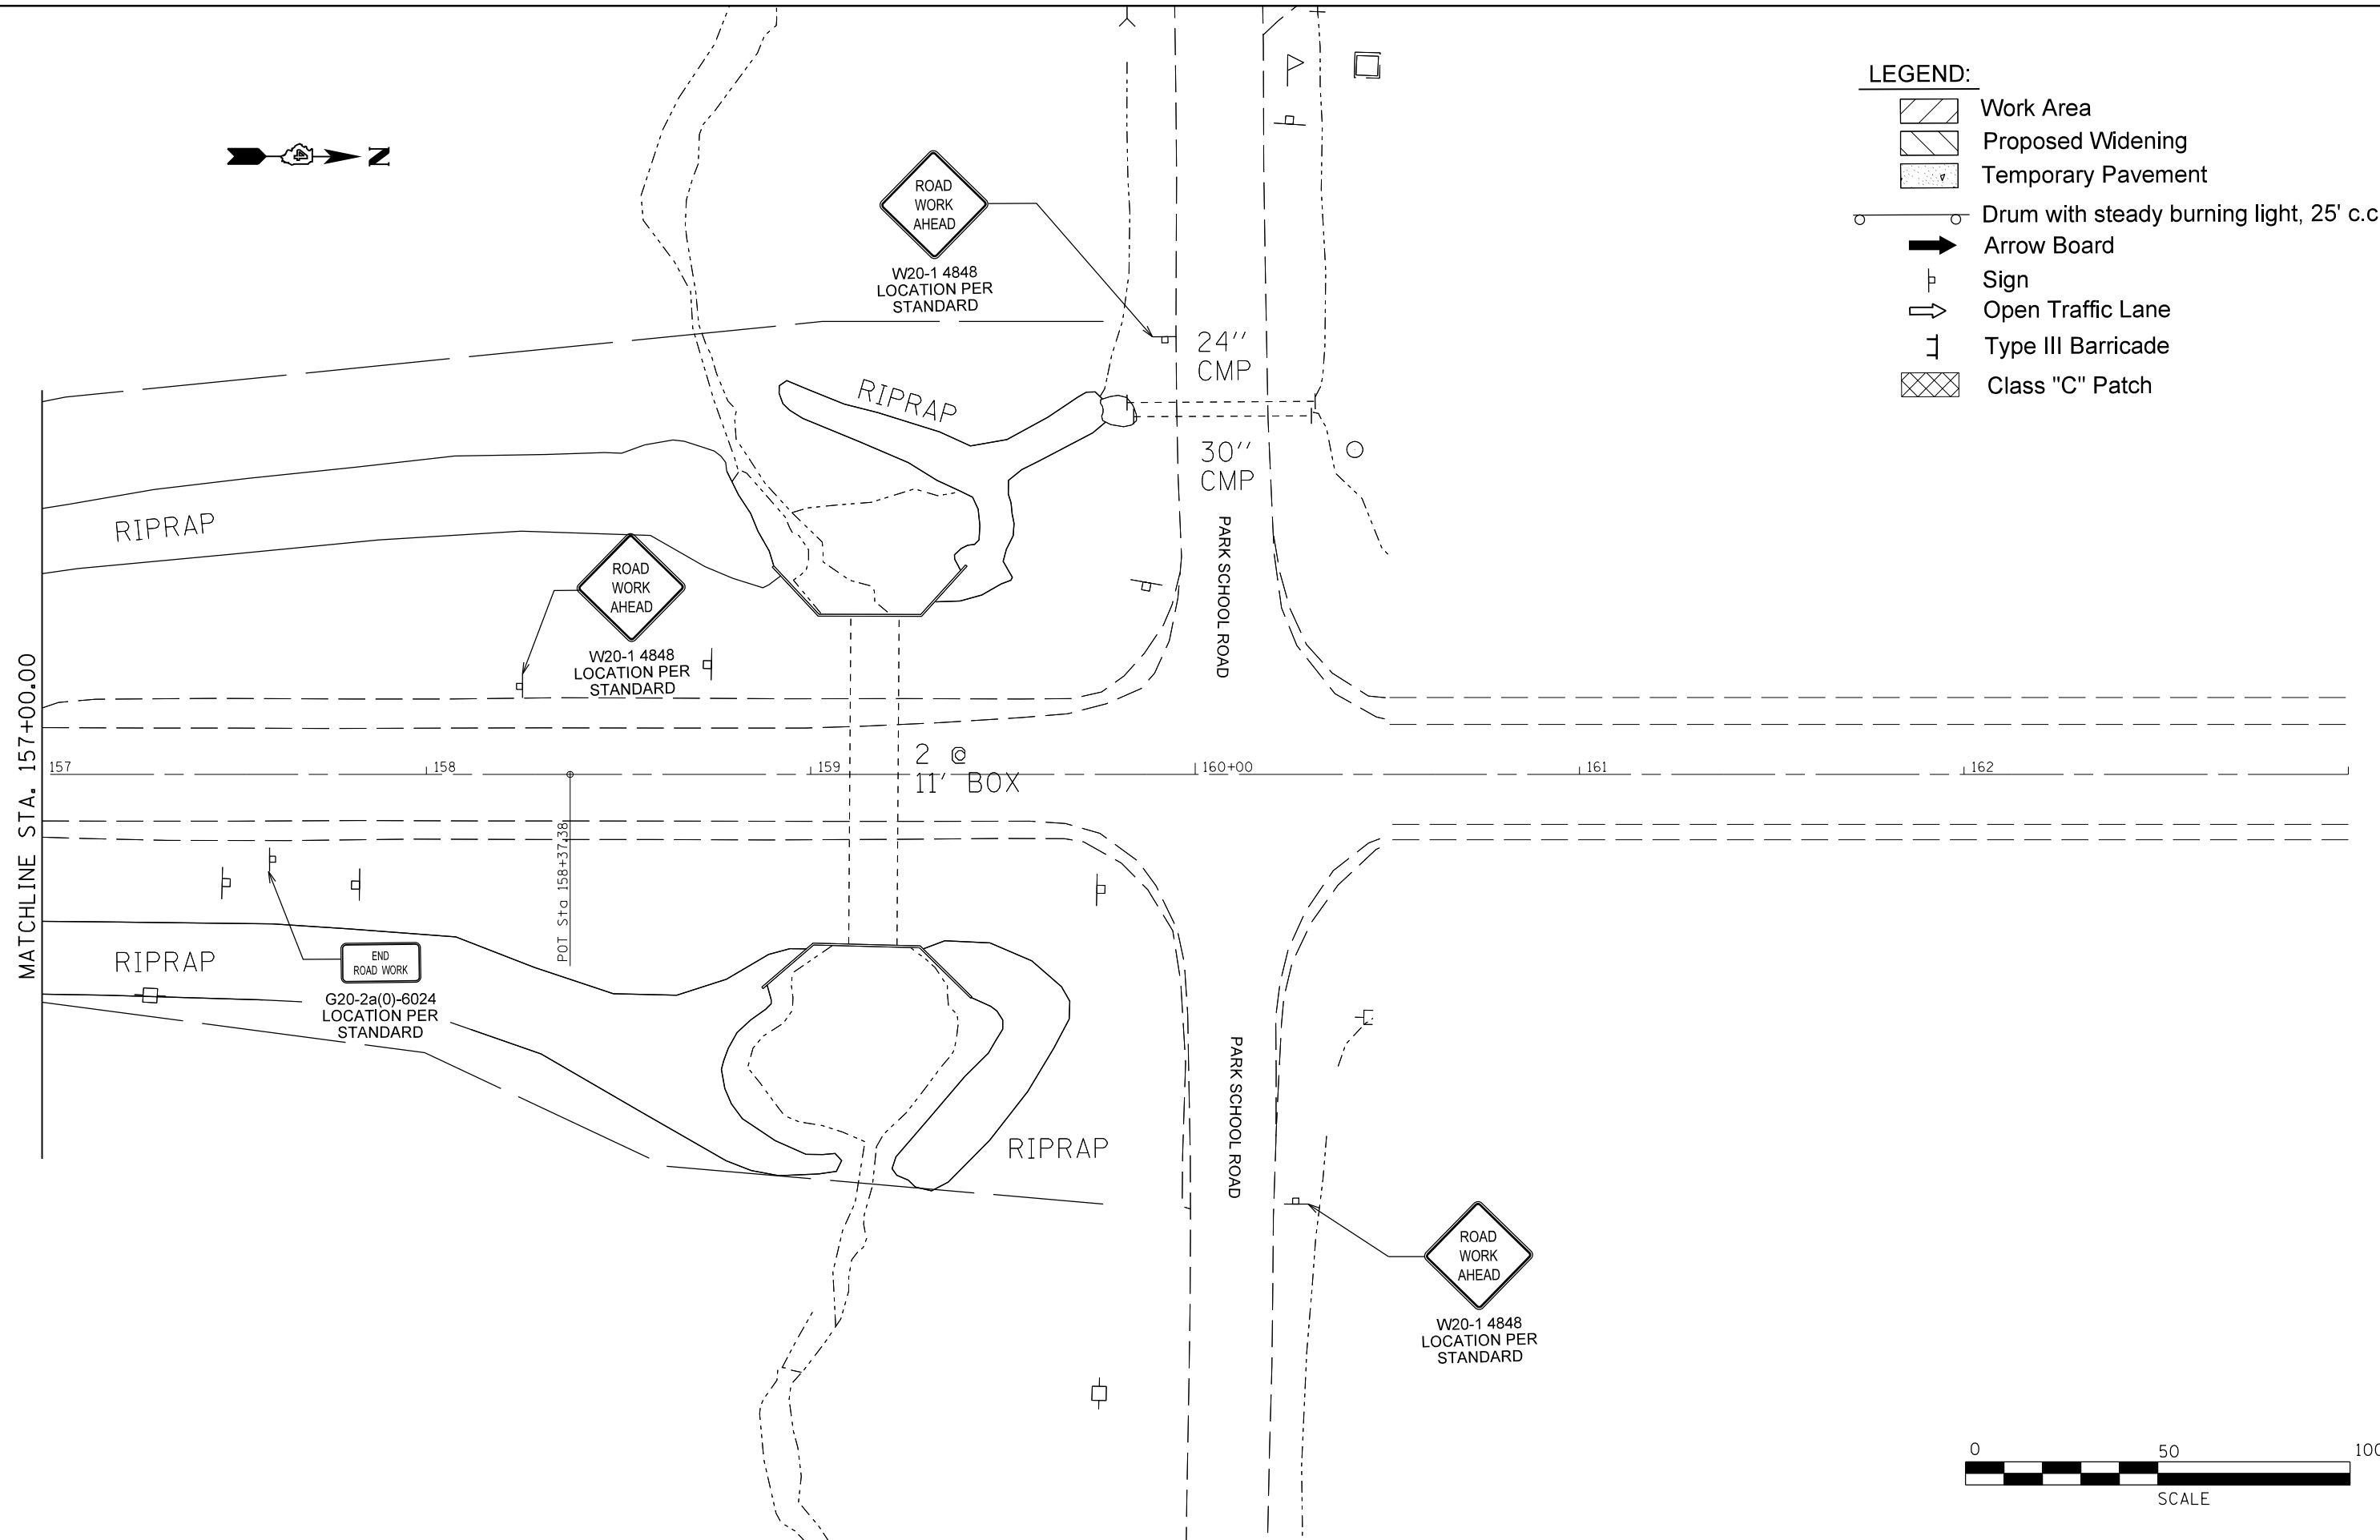 LEGEND:
Work Area
Proposed Widening
Temporary Pavement
Drum with steady burning light, 25' c.c
Arrow Board
Sign
Open Traffic Lane
Type III Barricade
Class "C" Patch
4
N
ROAD
WORK
AHEAD
W20-1 4848
LOCATION PER
STANDARD
24''
CMP
RIPRAP
30''
CMP
RIPRAP
PARK SCHOOL ROAD
ROAD
WORK
AHEAD
W20-1 4848
LOCATION PER
STANDARD
MATCHLINE STA. 157+00.00
157
158
159
2 @
11' BOX
160+00
161
162
POT Sta 158+37.38
RIPRAP
END
ROAD WORK
G20-2a(0)-6024
LOCATION PER
STANDARD
PARK SCHOOL ROAD
RIPRAP
ROAD
WORK
AHEAD
W20-1 4848
LOCATION PER
STANDARD
0 50 100
SCALE